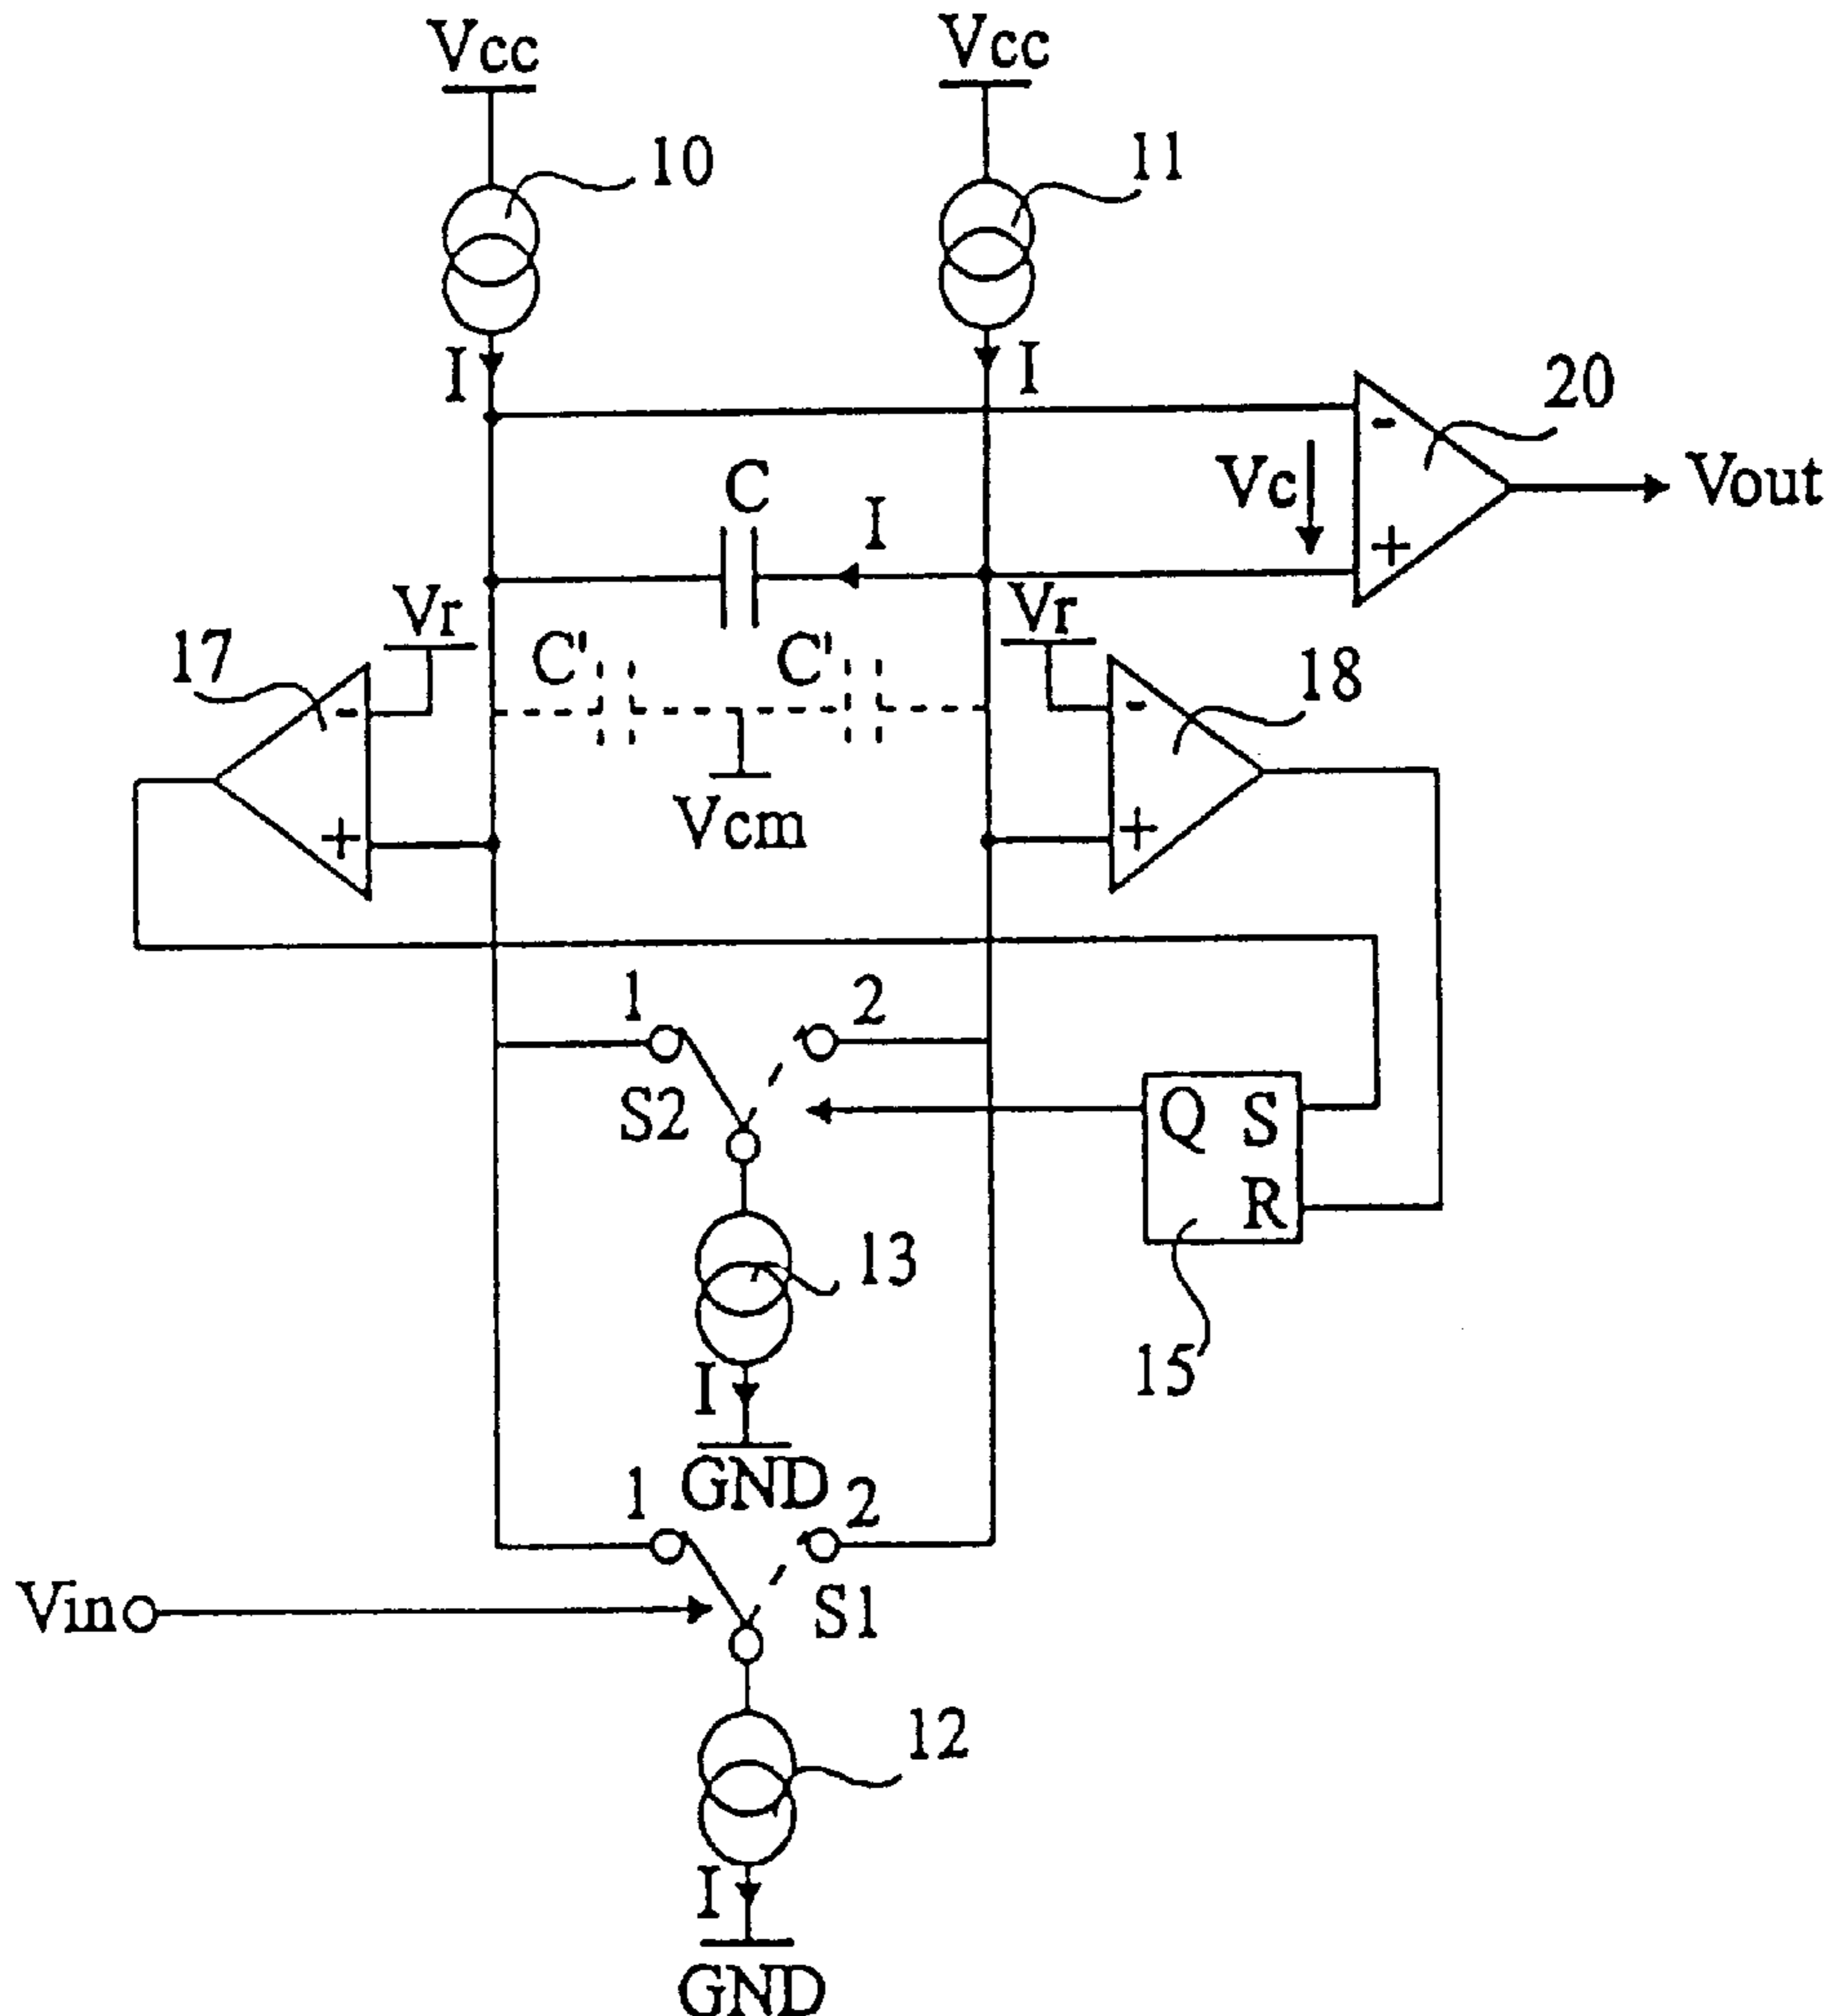 Vcc
Vcc
10
11
I
I
20
C
I
Vc
-
+
Vout
17
Vr
C'
C'
Vr
18
-
-
Vcm
+
+
1
2
S2
Q S
R
13
I
15
GND
1
2
Vin
S1
12
I
GND